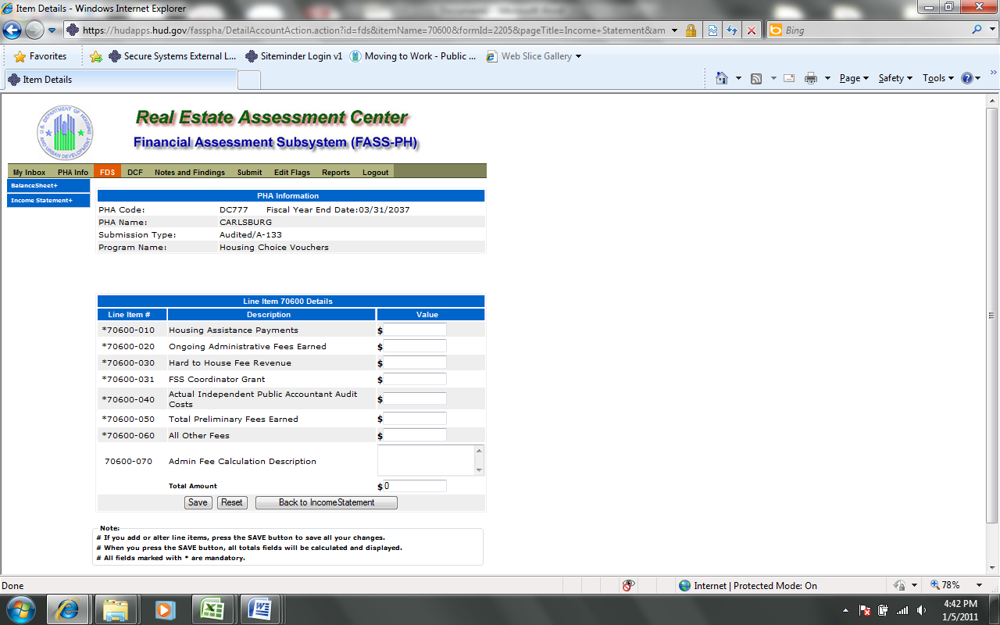 Item Details - Windows Internet Explorer
https://hudapps.hud.gov/fasspha/DetailAccountAction.action?id=fds&itemName=70600&formId=2205&pageTitle=Income+Statement&am
Bing
Favorites Secure Systems External L... Siteminder Login v1 Moving to Work - Public ... Web Slice Gallery
Item Details Page Safety Tools
U.S. DEPARTMENT OF HOUSING AND URBAN DEVELOPMENT
Real Estate Assessment Center
Financial Assessment Subsystem (FASS-PH)
My Inbox PHA Info FDS DCF Notes and Findings Submit Edit Flags Reports Logout
BalanceSheet+
Income Statement+
PHA Information
PHA Code: DC777 Fiscal Year End Date:03/31/2037
PHA Name: CARLSBURG
Submission Type: Audited/A-133
Program Name: Housing Choice Vouchers
Line Item 70600 Details
Line Item # Description Value
*70600-010 Housing Assistance Payments $
*70600-020 Ongoing Administrative Fees Earned $
*70600-030 Hard to House Fee Revenue $
*70600-031 FSS Coordinator Grant $
*70600-040 Actual Independent Public Accountant Audit Costs $
*70600-050 Total Preliminary Fees Earned $
*70600-060 All Other Fees $
70600-070 Admin Fee Calculation Description
Total Amount $0
Save Reset Back to IncomeStatement
Note:
# If you add or alter line items, press the SAVE button to save all your changes.
# When you press the SAVE button, all totals fields will be calculated and displayed.
# All fields marked with * are mandatory.
Done Internet | Protected Mode: On 78%
4:42 PM
1/5/2011